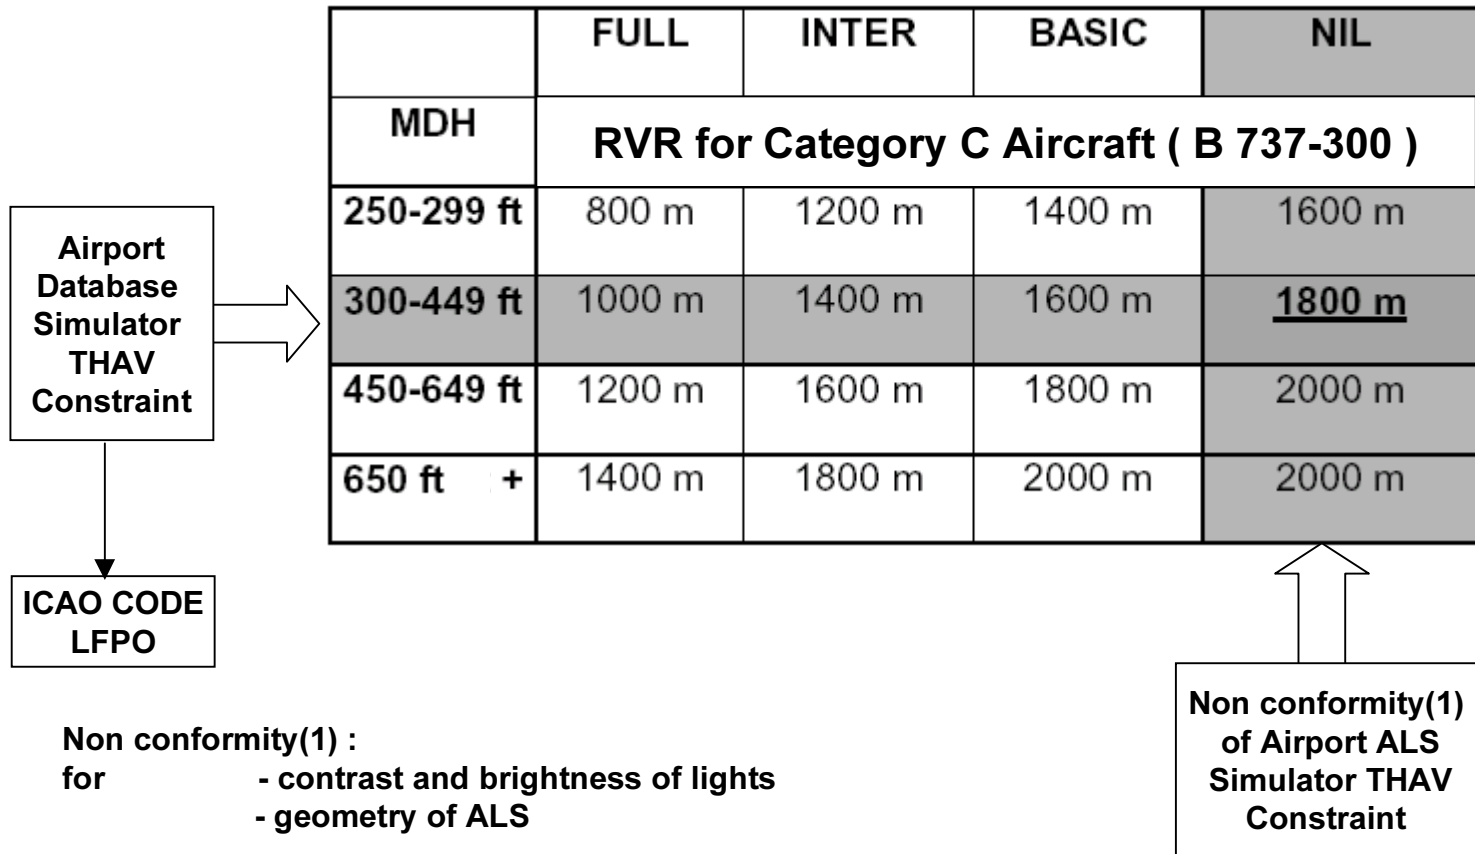 FULL INTER BASIC NIL
MDH RVR for Category C Aircraft ( B 737-300 )
250-299 ft 800 m 1200 m 1400 m 1600 m
300-449 ft 1000 m 1400 m 1600 m 1800 m
450-649 ft 1200 m 1600 m 1800 m 2000 m
650 ft + 1400 m 1800 m 2000 m 2000 m
Airport
Database
Simulator
THAV
Constraint
ICAO CODE
LFPO
Non conformity(1) :
for - contrast and brightness of lights
- geometry of ALS
Non conformity(1)
of Airport ALS
Simulator THAV
Constraint